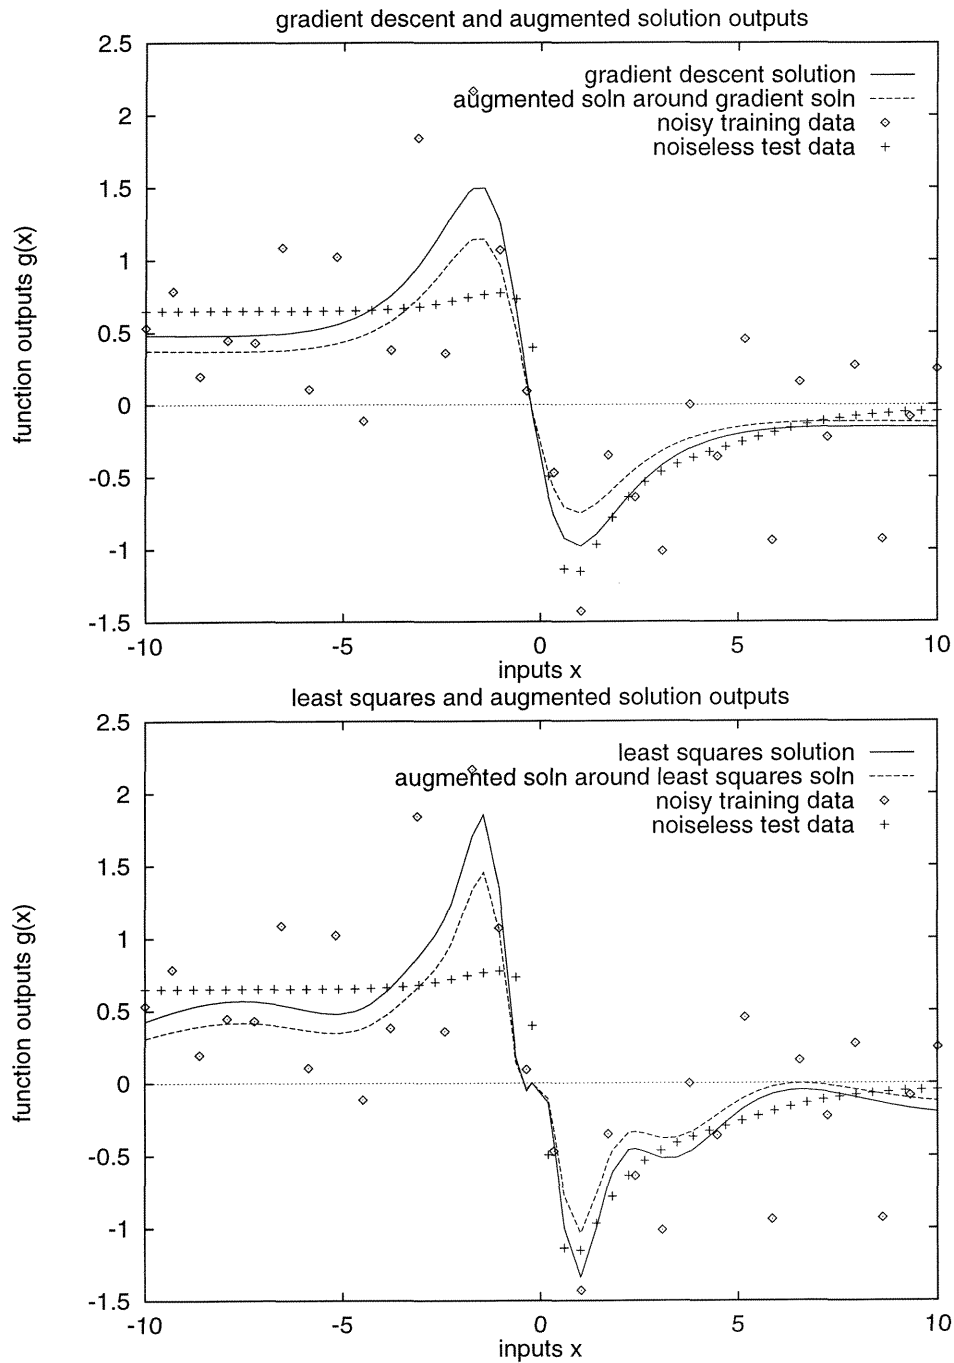 gradient descent and augmented solution outputs
2.5
gradient descent solution
augmented soln around gradient soln
2
noisy training data
noiseless test data
1.5
function outputs g(x)
1
0.5
0
-0.5
-1
-1.5
-10 -5 0 5 10
inputs x
least squares and augmented solution outputs
2.5
least squares solution
augmented soln around least squares soln
2
noisy training data
noiseless test data
1.5
function outputs g(x)
1
0.5
0
-0.5
-1
-1.5
-10 -5 0 5 10
inputs x